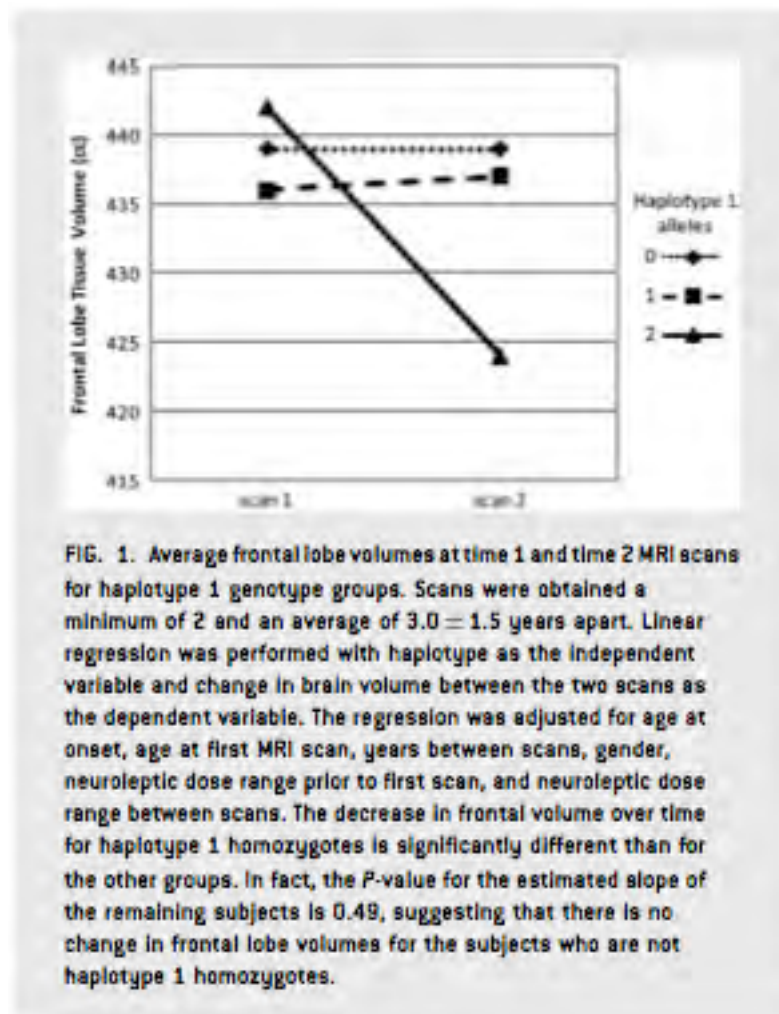 445
440
435
430
425
420
415
Frontal Lobe Tissue Volume (α)
scan 1
scan 2
Haplotype 1
alleles
0
1
2
FIG. 1. Average frontal lobe volumes at time 1 and time 2 MRI scans
for haplotype 1 genotype groups. Scans were obtained a
minimum of 2 and an average of 3.0 ± 1.5 years apart. Linear
regression was performed with haplotype as the independent
variable and change in brain volume between the two scans as
the dependent variable. The regression was adjusted for age at
onset, age at first MRI scan, years between scans, gender,
neuroleptic dose range prior to first scan, and neuroleptic dose
range between scans. The decrease in frontal volume over time
for haplotype 1 homozygotes is significantly different than for
the other groups. In fact, the P-value for the estimated slope of
the remaining subjects is 0.49, suggesting that there is no
change in frontal lobe volumes for the subjects who are not
haplotype 1 homozygotes.